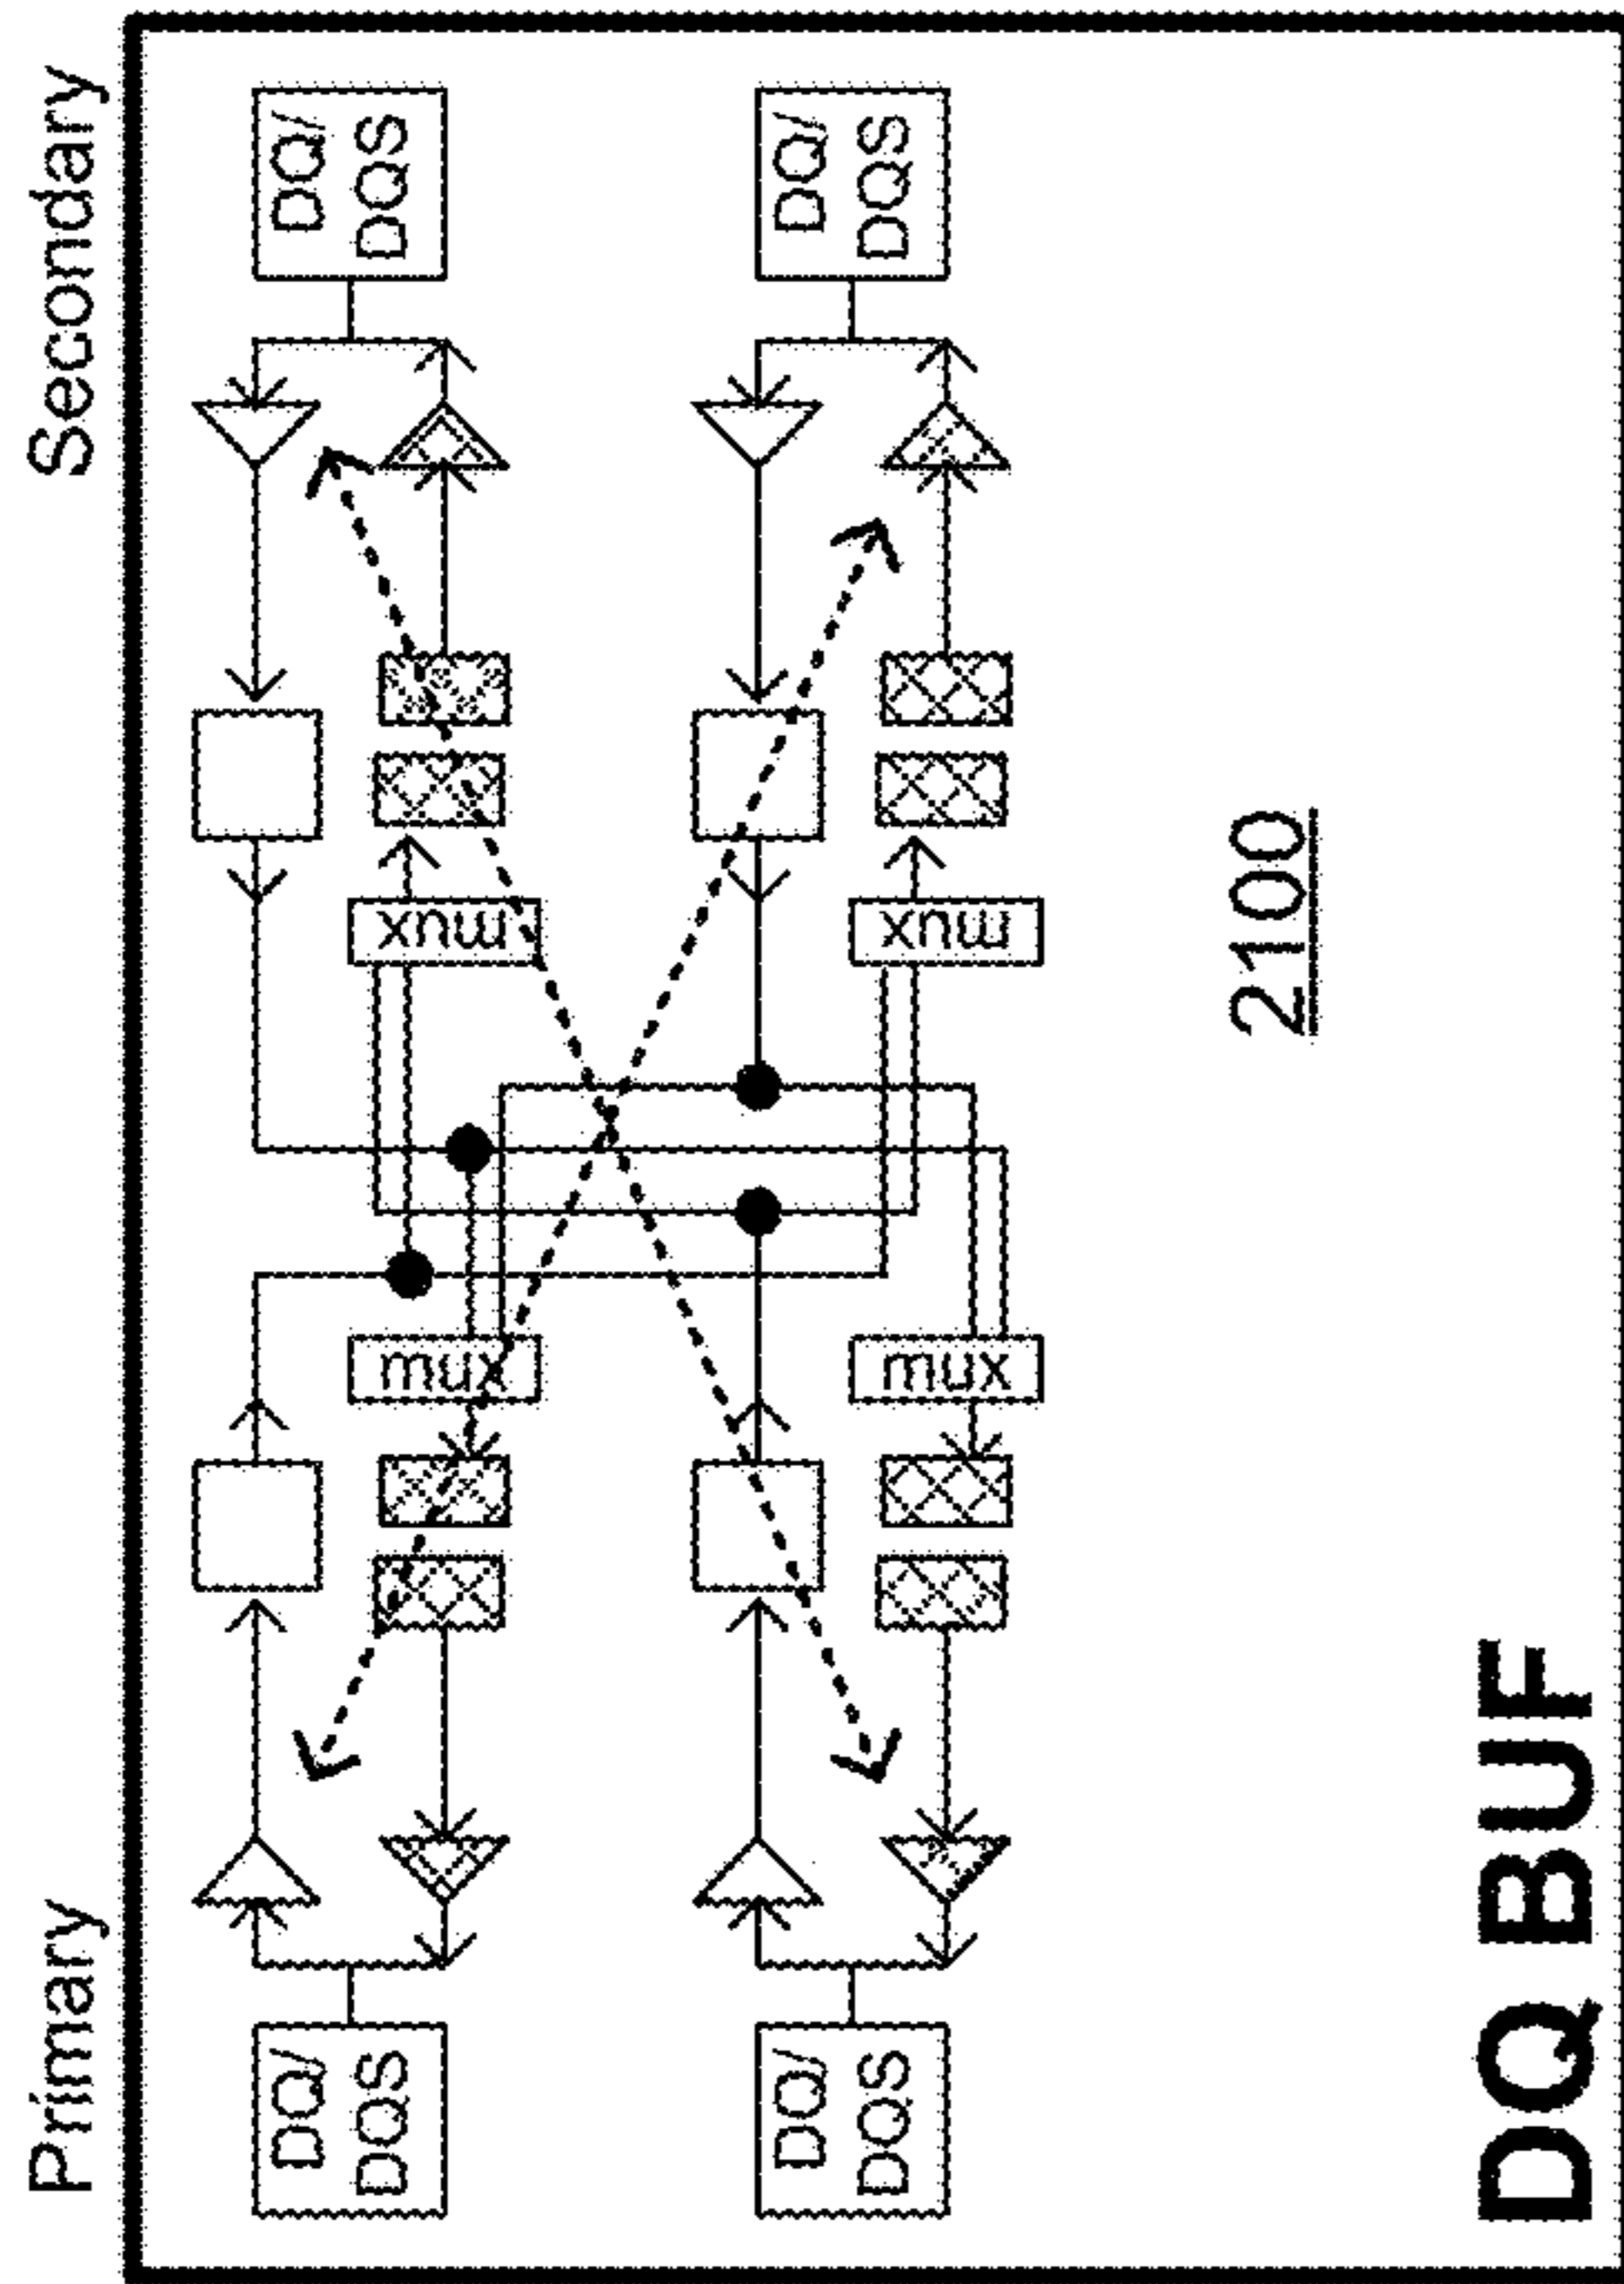 Primary
Secondary
DQ/
DQS
DQ/
DQS
mux
mux
DQ/
DQS
DQ/
DQS
mux
mux
2100
DQ BUF